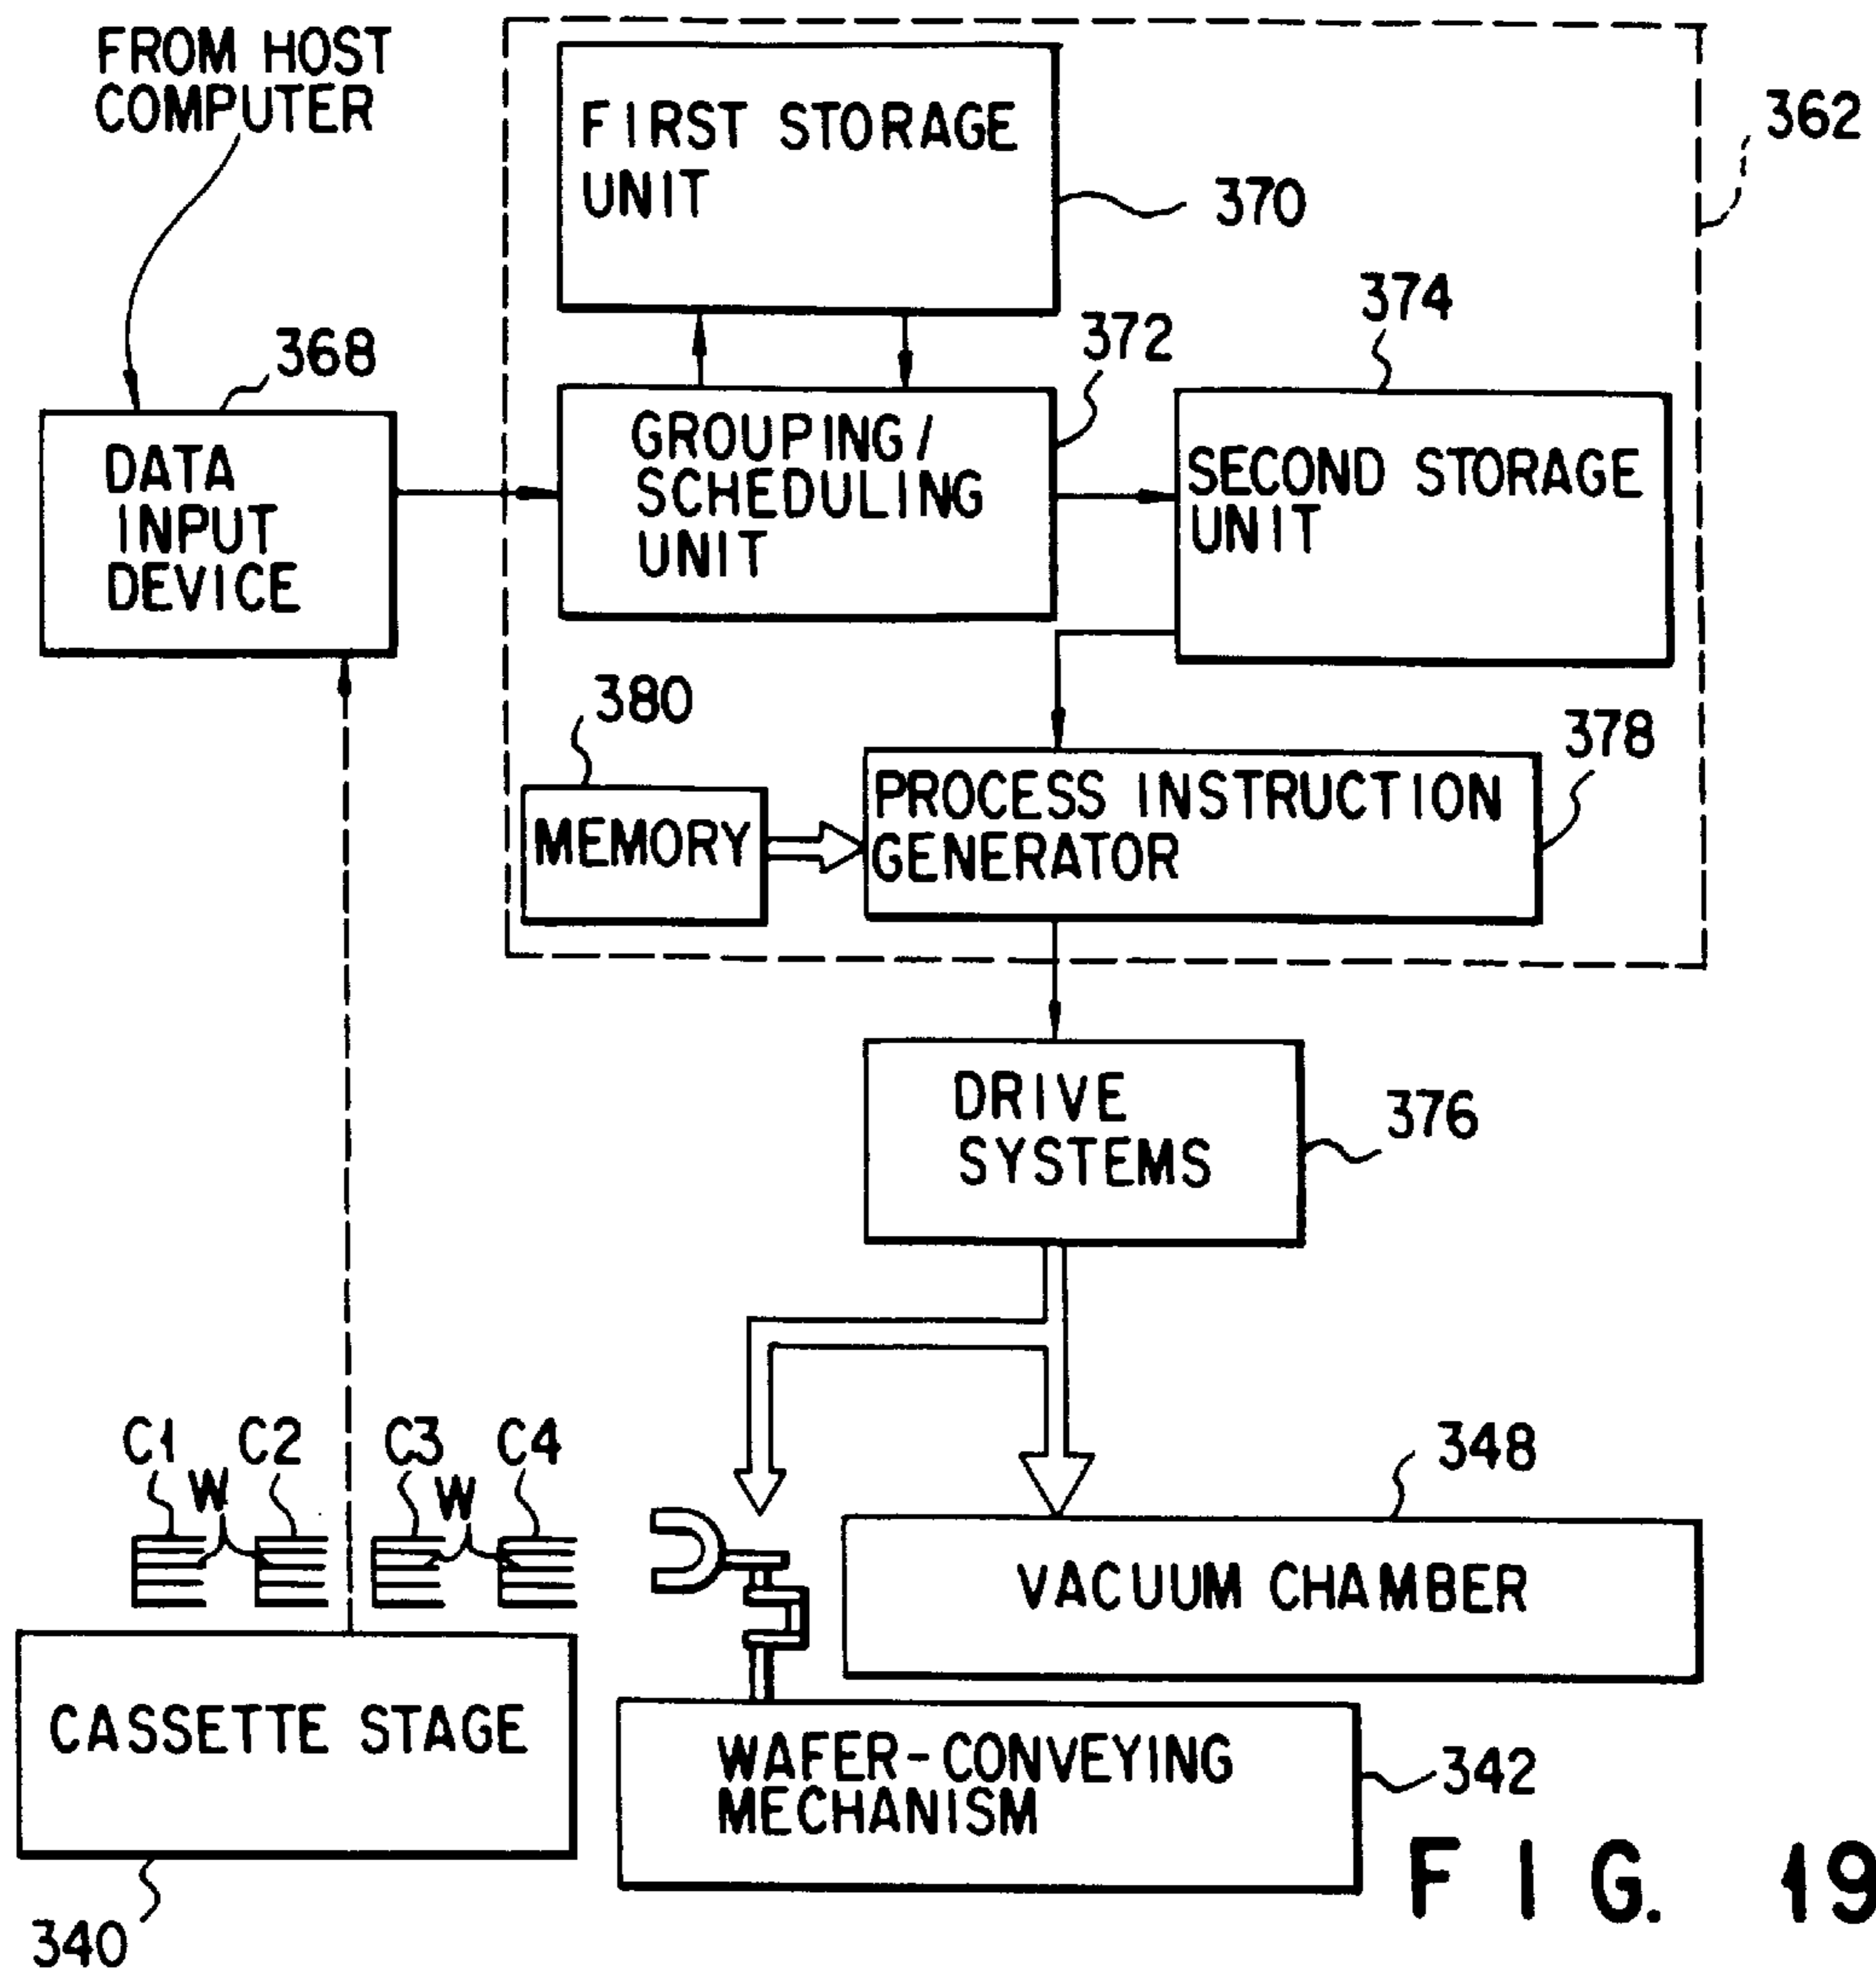 FROM HOST
COMPUTER
FIRST STORAGE
UNIT
362
370
374
372
368
DATA
INPUT
DEVICE
GROUPING/
SCHEDULING
UNIT
SECOND STORAGE
UNIT
380
378
MEMORY
PROCESS INSTRUCTION
GENERATOR
DRIVE
SYSTEMS
376
C1
W
C2
C3
W
C4
348
VACUUM CHAMBER
CASSETTE STAGE
WAFER-CONVEYING
MECHANISM
342
340
FIG. 19